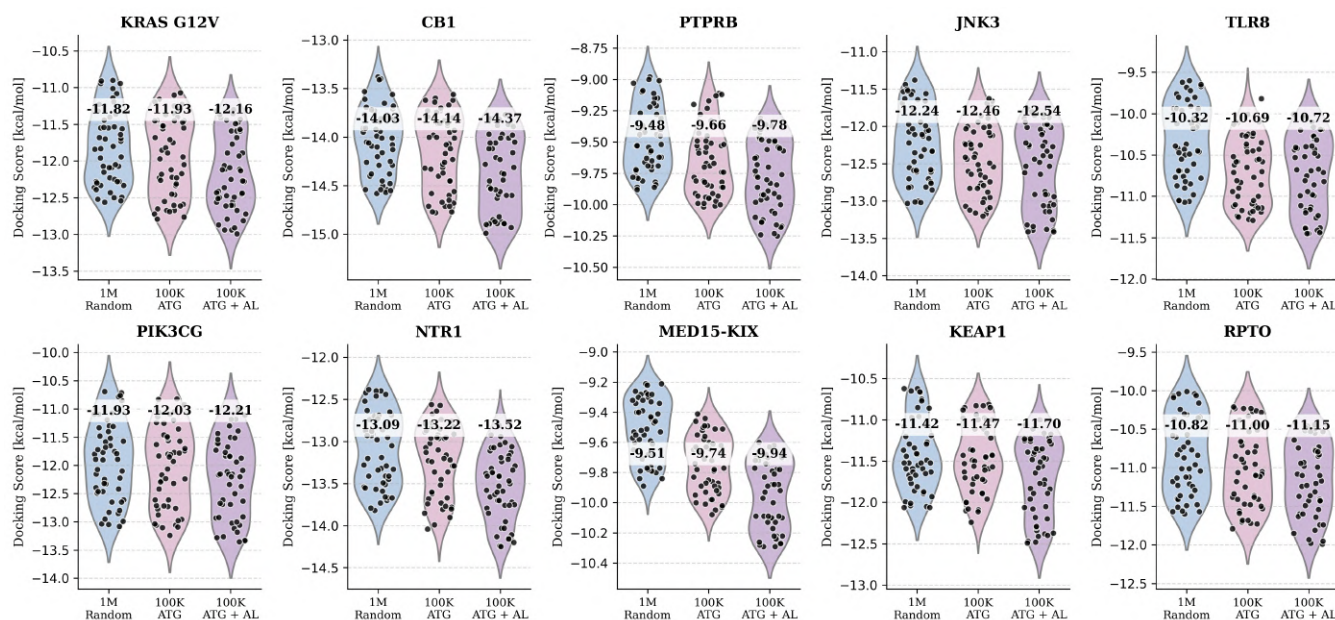 KRAS G12V
CB1
PTPRB
JNK3
TLR8
Docking Score [kcal/mol]
−10.5
−11.0
−11.5
−12.0
−12.5
−13.0
−13.5
-11.82
-11.93
-12.16
1M Random
100K ATG
100K ATG + AL
Docking Score [kcal/mol]
−13.0
−13.5
−14.0
−14.5
−15.0
-14.03
-14.14
-14.37
1M Random
100K ATG
100K ATG + AL
Docking Score [kcal/mol]
−8.75
−9.00
−9.25
−9.50
−9.75
−10.00
−10.25
−10.50
-9.48
-9.66
-9.78
1M Random
100K ATG
100K ATG + AL
Docking Score [kcal/mol]
−11.0
−11.5
−12.0
−12.5
−13.0
−13.5
−14.0
-12.24
-12.46
-12.54
1M Random
100K ATG
100K ATG + AL
Docking Score [kcal/mol]
−9.5
−10.0
−10.5
−11.0
−11.5
−12.0
-10.32
-10.69
-10.72
1M Random
100K ATG
100K ATG + AL
PIK3CG
NTR1
MED15-KIX
KEAP1
RPTO
Docking Score [kcal/mol]
−10.0
−10.5
−11.0
−11.5
−12.0
−12.5
−13.0
−13.5
−14.0
-11.93
-12.03
-12.21
1M Random
100K ATG
100K ATG + AL
Docking Score [kcal/mol]
−12.0
−12.5
−13.0
−13.5
−14.0
−14.5
-13.09
-13.22
-13.52
1M Random
100K ATG
100K ATG + AL
Docking Score [kcal/mol]
−9.0
−9.2
−9.4
−9.6
−9.8
−10.0
−10.2
−10.4
-9.51
-9.74
-9.94
1M Random
100K ATG
100K ATG + AL
Docking Score [kcal/mol]
−10.5
−11.0
−11.5
−12.0
−12.5
−13.0
-11.42
-11.47
-11.70
1M Random
100K ATG
100K ATG + AL
Docking Score [kcal/mol]
−9.5
−10.0
−10.5
−11.0
−11.5
−12.0
−12.5
-10.82
-11.00
-11.15
1M Random
100K ATG
100K ATG + AL